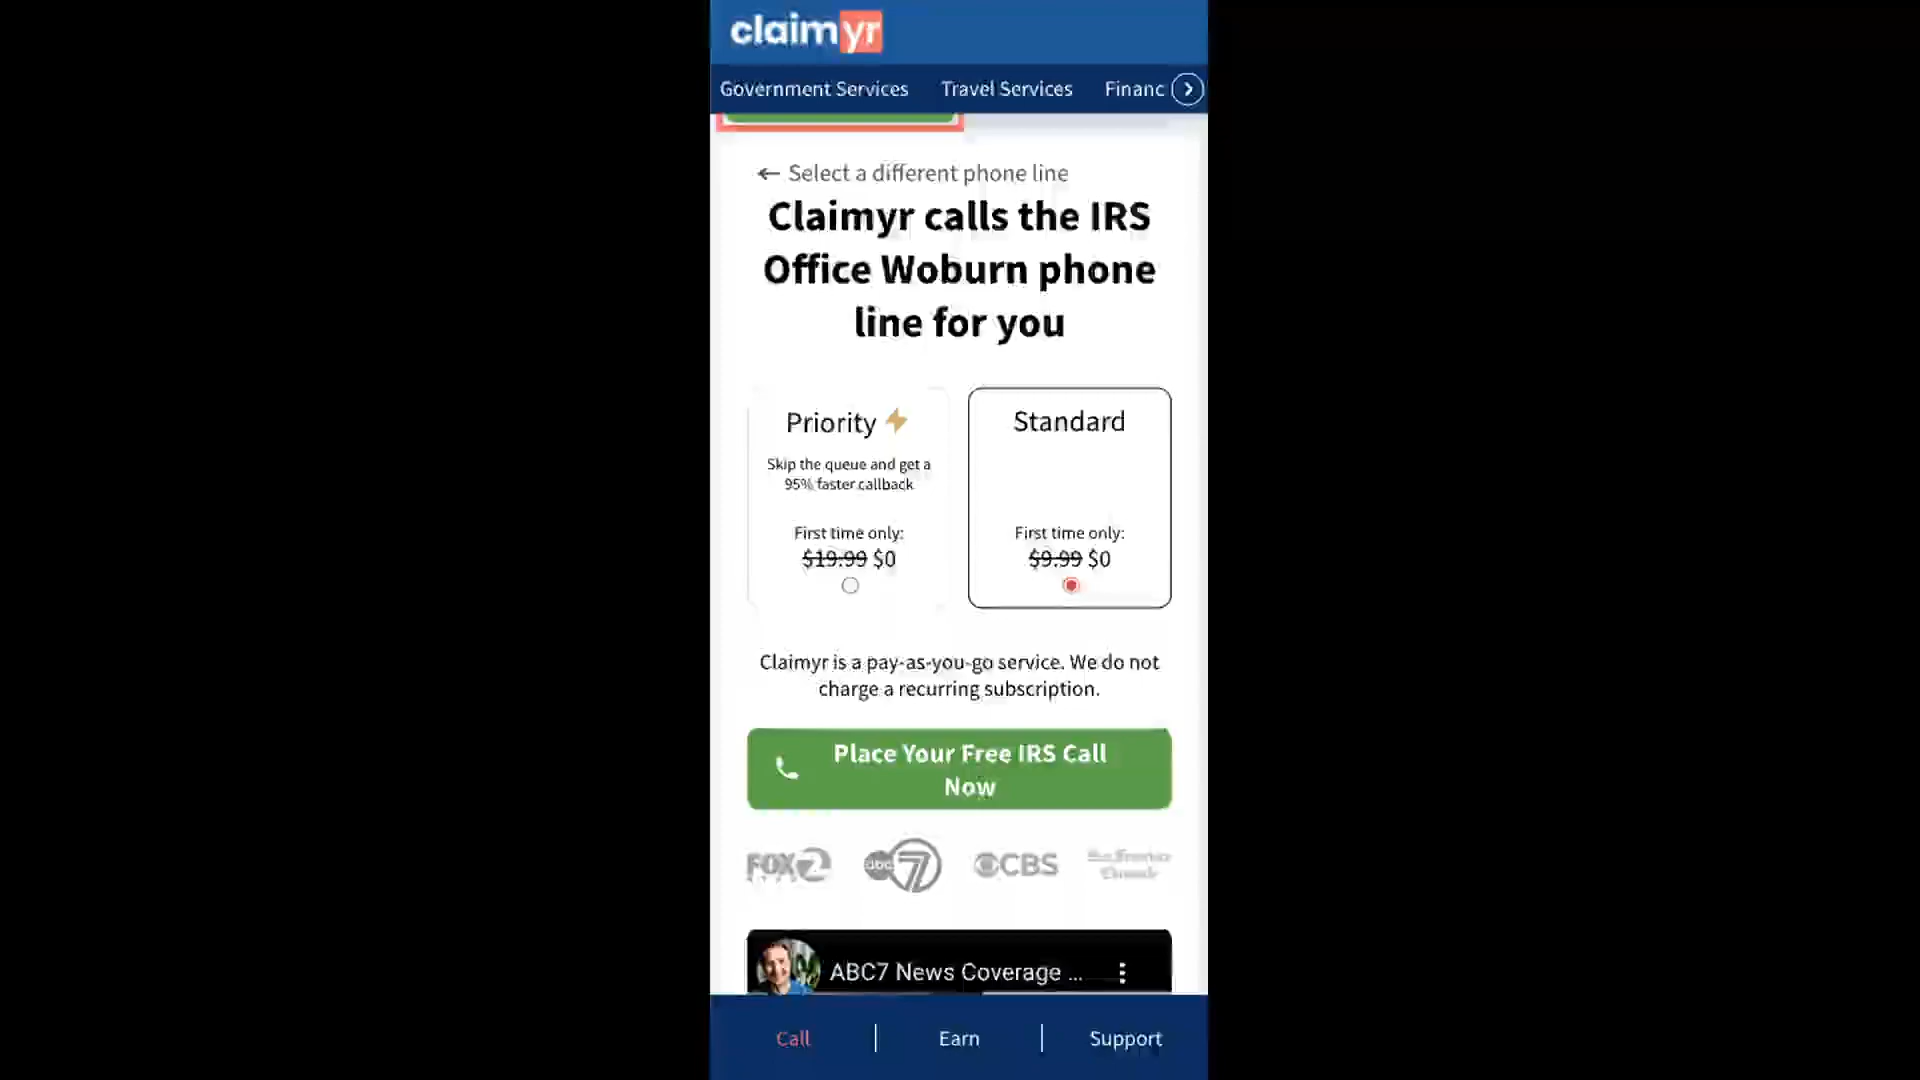 claimyr
Government Services Travel Services Financ
Select a different phone line
Claimyr calls the IRS
Office Woburn phone
line for you
Priority
Skip the queue and get a
95% faster callback
First time only:
$19.99 $0
Standard
First time only:
$9.99 $0
Claimyr is a pay-as-you-go service. We do not
charge a recurring subscription.
Place Your Free IRS Call
Now
FOX 2
abc 7
CBS
San Francisco
Chronicle
ABC7 News Coverage ...
Call Earn Support